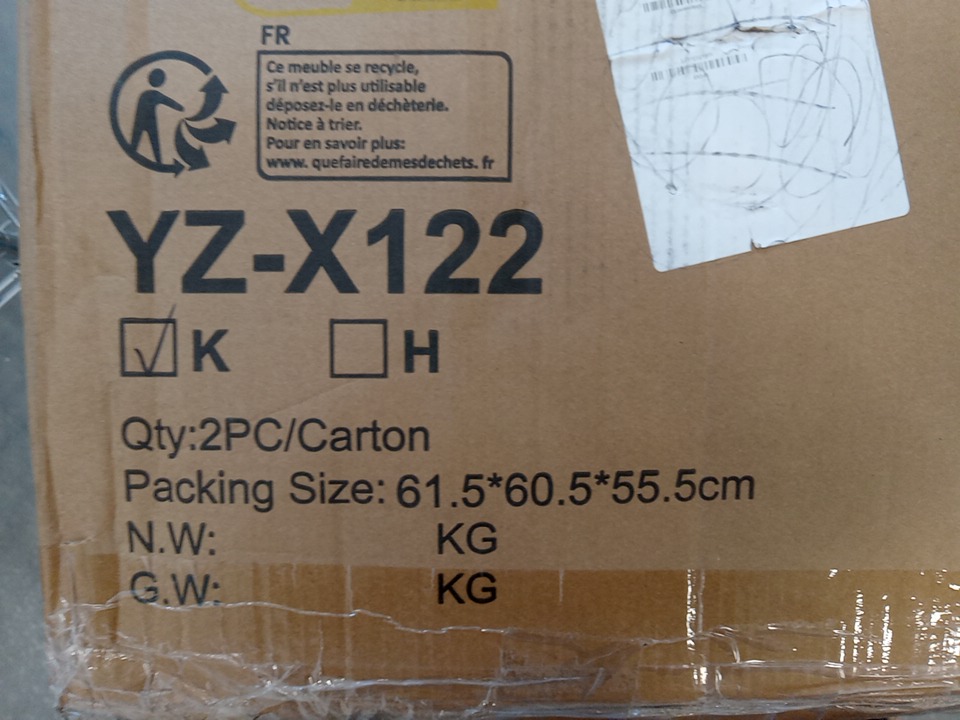 FR
Ce meuble se recycle,
s'il n'est plus utilisable
déposez-le en déchèterie.
Notice à trier.
Pour en savoir plus:
www. quefairedemesdechets. fr
YZ-X122
K H
Qty:2PC/Carton
Packing Size: 61.5*60.5*55.5cm
N.W: KG
G.W: KG